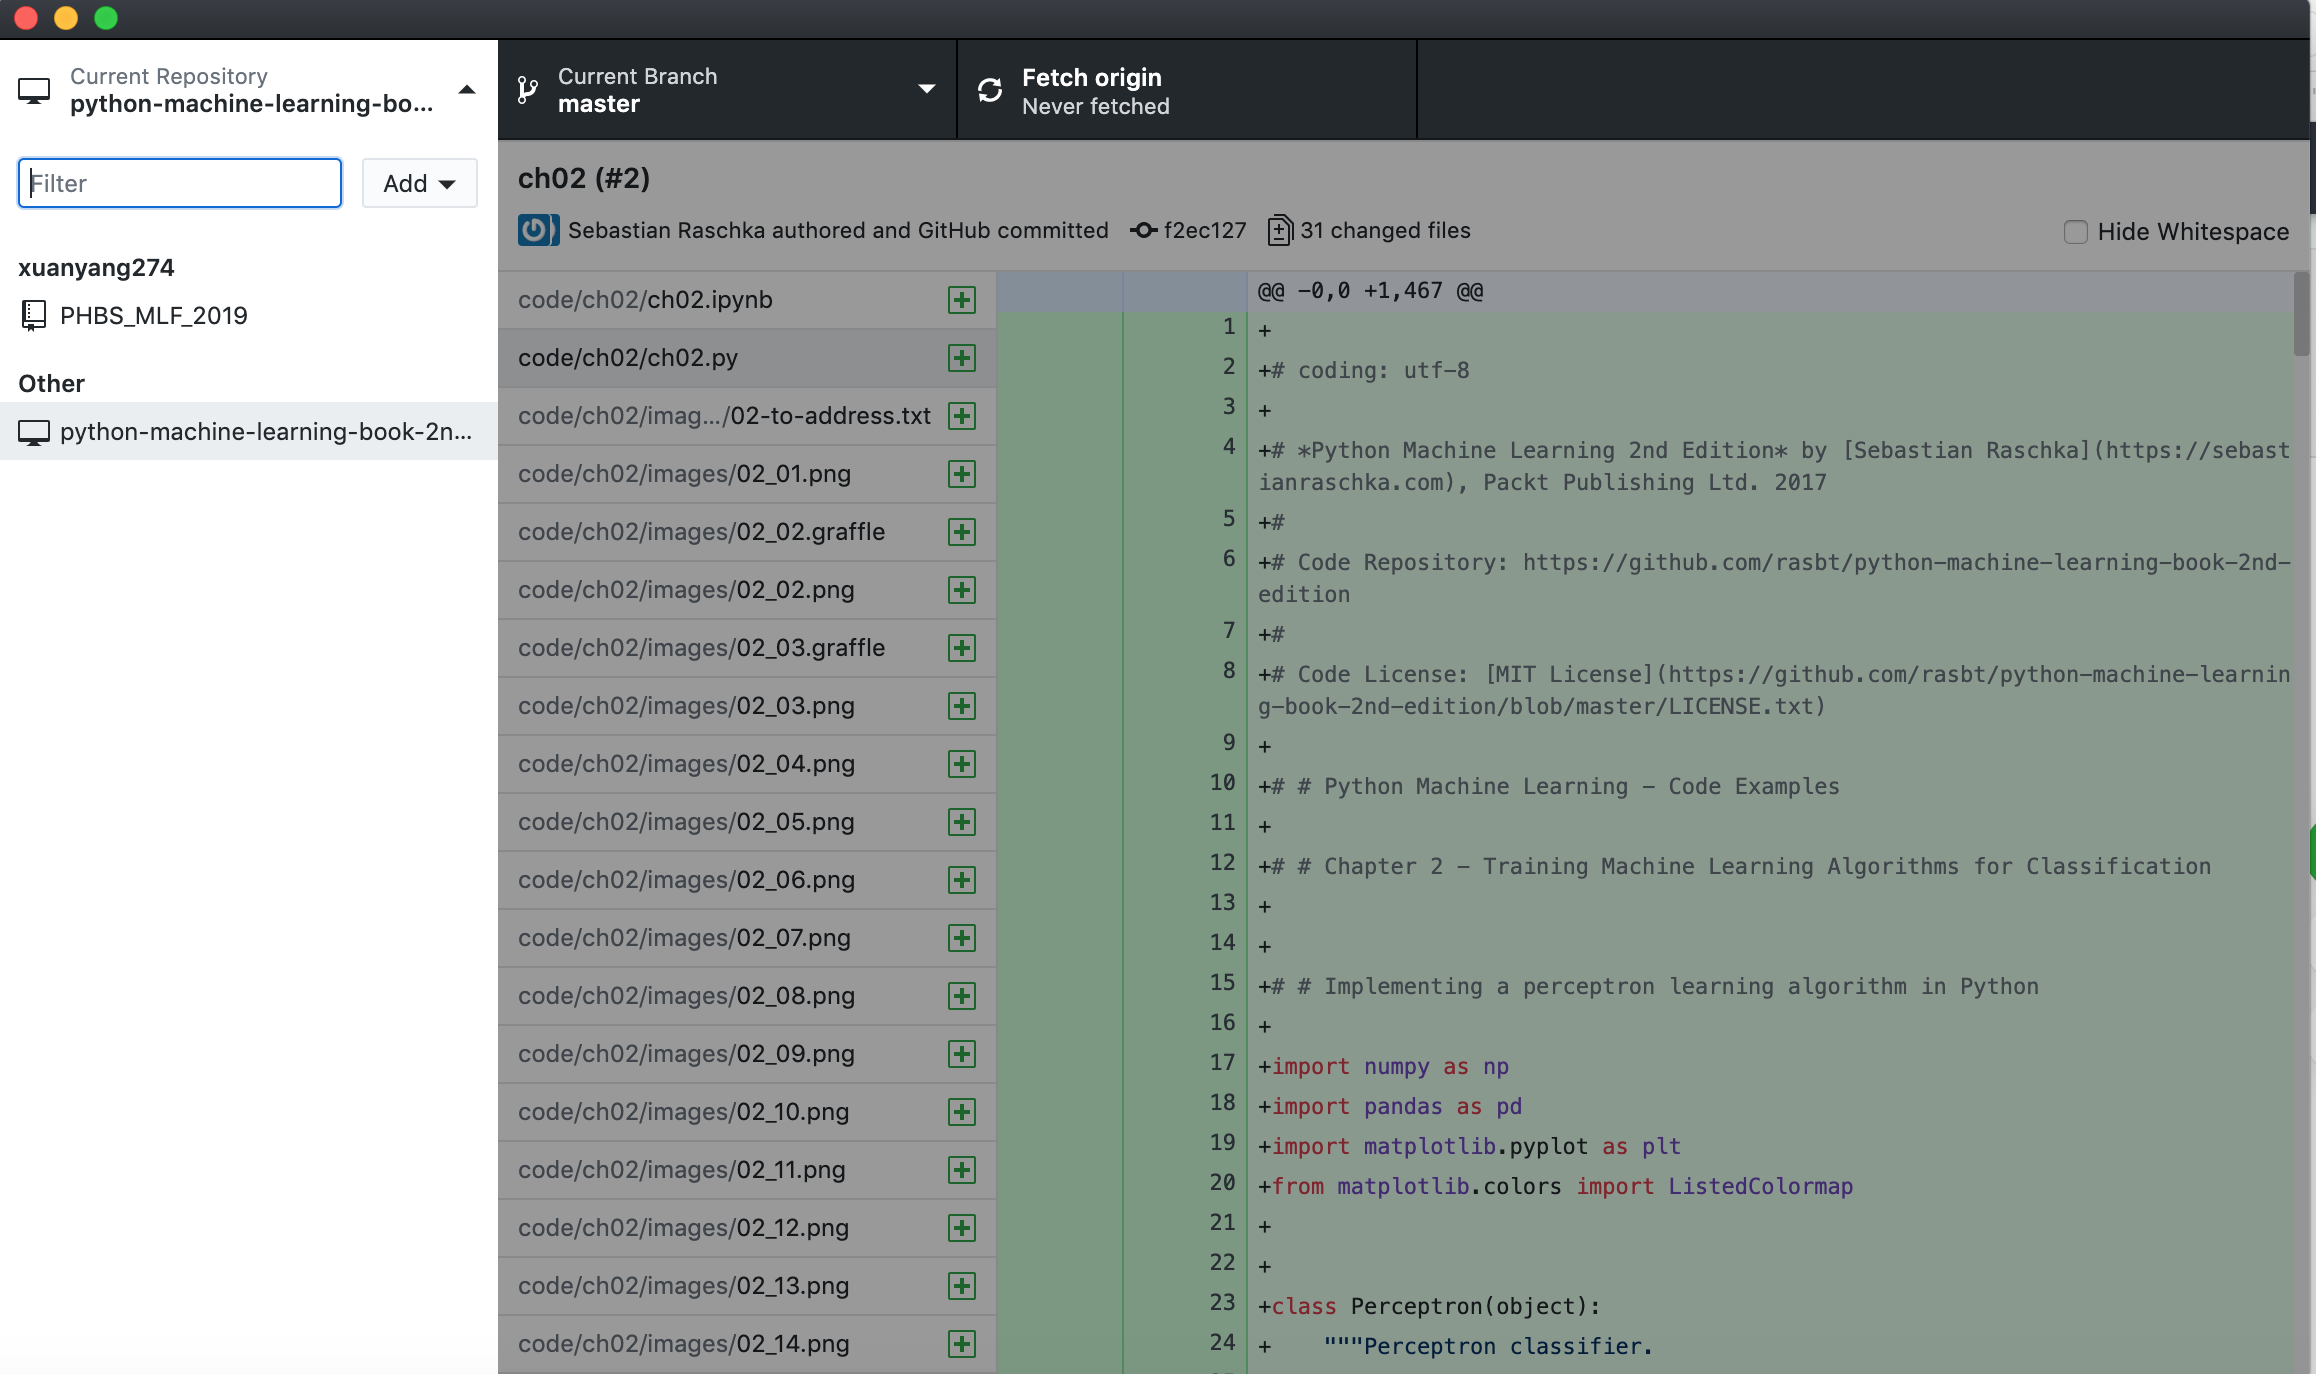 Current Repository
python-machine-learning-bo...
Current Branch
master
Fetch origin
Never fetched
Filter
Add
xuanyang274
PHBS_MLF_2019
Other
python-machine-learning-book-2n...
ch02 (#2)
Sebastian Raschka authored and GitHub committed f2ec127 31 changed files
Hide Whitespace
code/ch02/ch02.ipynb
code/ch02/ch02.py
code/ch02/imag.../02-to-address.txt
code/ch02/images/02_01.png
code/ch02/images/02_02.graffle
code/ch02/images/02_02.png
code/ch02/images/02_03.graffle
code/ch02/images/02_03.png
code/ch02/images/02_04.png
code/ch02/images/02_05.png
code/ch02/images/02_06.png
code/ch02/images/02_07.png
code/ch02/images/02_08.png
code/ch02/images/02_09.png
code/ch02/images/02_10.png
code/ch02/images/02_11.png
code/ch02/images/02_12.png
code/ch02/images/02_13.png
code/ch02/images/02_14.png
@@ -0,0 +1,467 @@
1 +
2 +# coding: utf-8
3 +
4 +# *Python Machine Learning 2nd Edition* by [Sebastian Raschka](https://sebast
ianraschka.com), Packt Publishing Ltd. 2017
5 +#
6 +# Code Repository: https://github.com/rasbt/python-machine-learning-book-2nd-
edition
7 +#
8 +# Code License: [MIT License](https://github.com/rasbt/python-machine-learnin
g-book-2nd-edition/blob/master/LICENSE.txt)
9 +
10 +# # Python Machine Learning - Code Examples
11 +
12 +# # Chapter 2 - Training Machine Learning Algorithms for Classification
13 +
14 +
15 +# # Implementing a perceptron learning algorithm in Python
16 +
17 +import numpy as np
18 +import pandas as pd
19 +import matplotlib.pyplot as plt
20 +from matplotlib.colors import ListedColormap
21 +
22 +
23 +class Perceptron(object):
24 +    """Perceptron classifier.